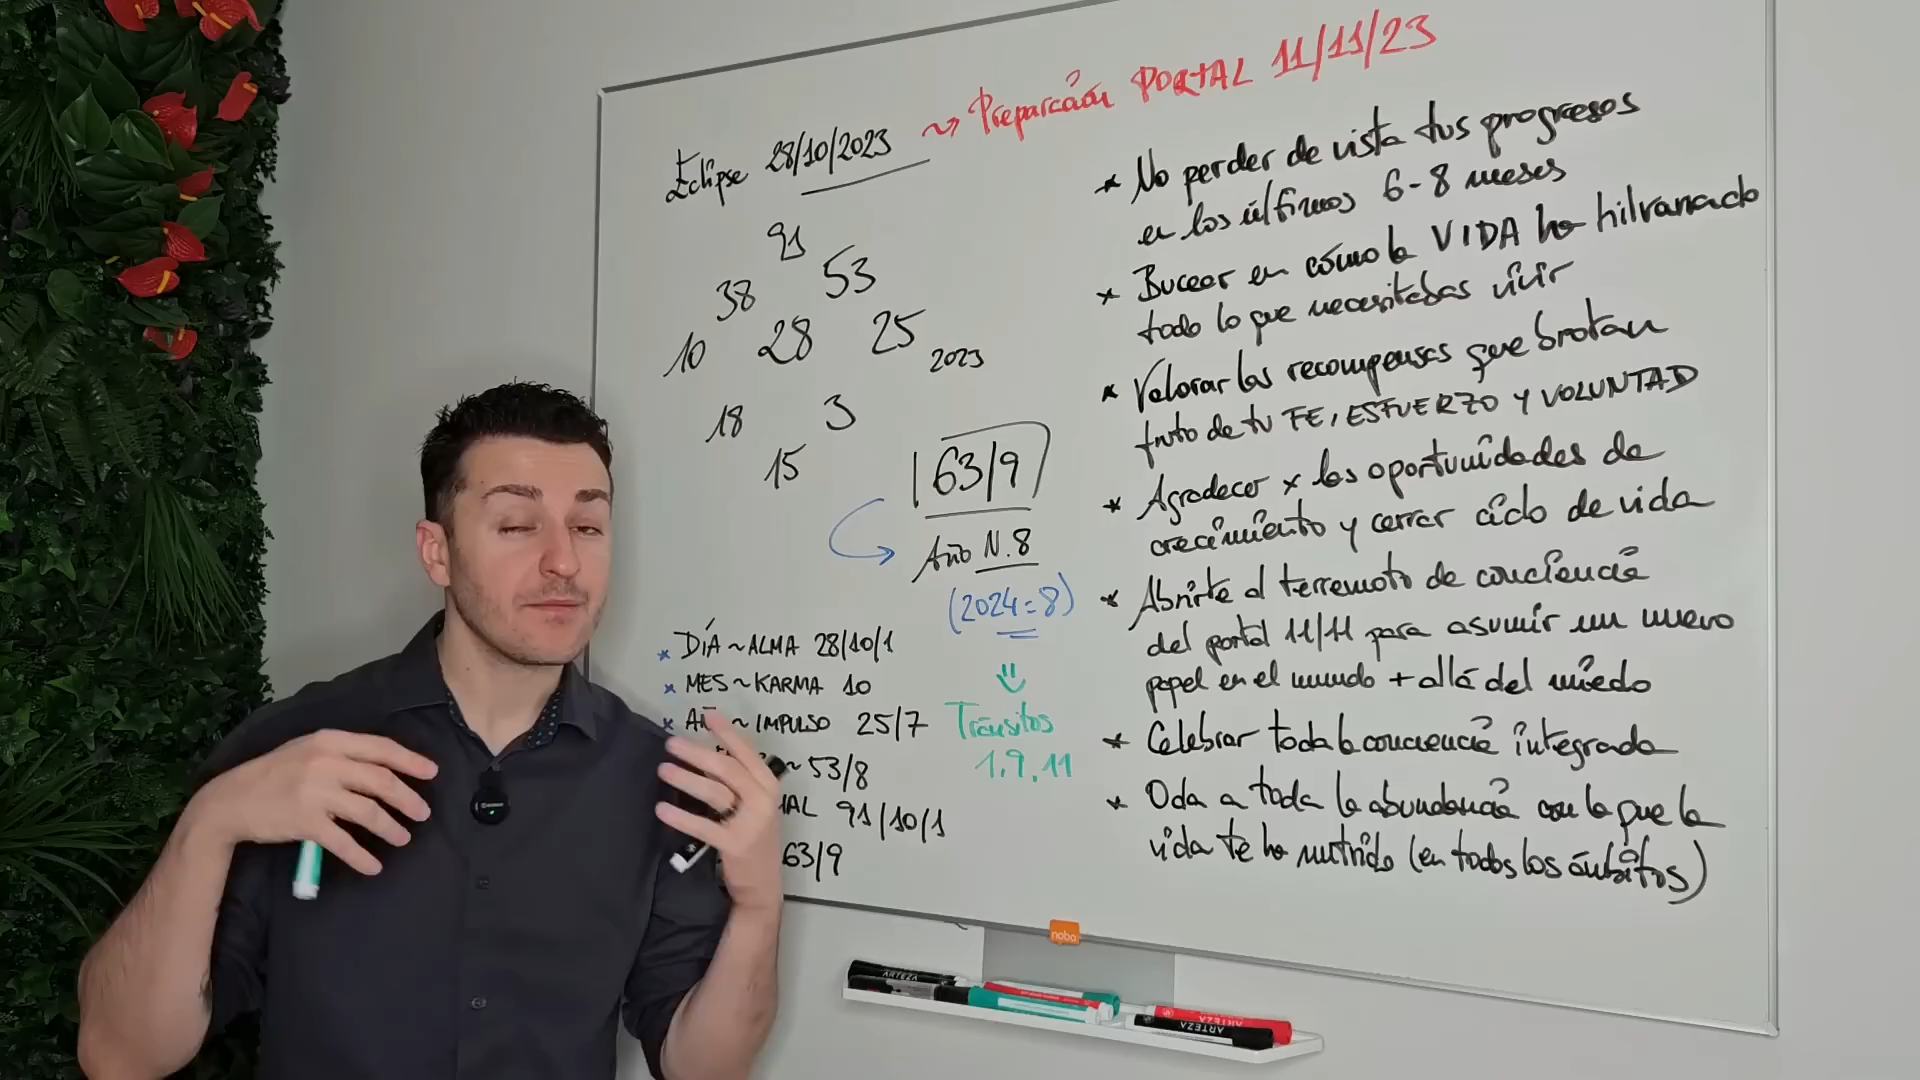 Eclipse 28/10/2023
~> Preparación PORTAL 11/11/23
91
38 53
10 28 25 2023
18 3
15
63/9
Año N.8
(2024=8)
Tránsitos
1.9.11
* DÍA ~ ALMA 28/10/1
* MES ~ KARMA 10
* ~ IMPULSO 25/7
~ 53/8
91/10/1
63/9
* No perder de vista tus progresos
en los últimos 6-8 meses
* Bucear en cómo la VIDA ha hilvanado
todo lo que necesitabas vivir
* Valorar las recompensas que brotan
fruto de tu FE, ESFUERZO Y VOLUNTAD
* Agradecer x las oportunidades de
crecimiento y cerrar ciclo de vida
* Abrirte al terremoto de conciencia
del portal 11/11 para asumir un nuevo
papel en el mundo + allá del miedo
* Celebrar toda la conciencia integrada
* Oda a toda la abundancia con la que la
vida te ha nutrido (en todos los ámbitos)
nobo
ARTEZA
ARTEZA
ARTEZA